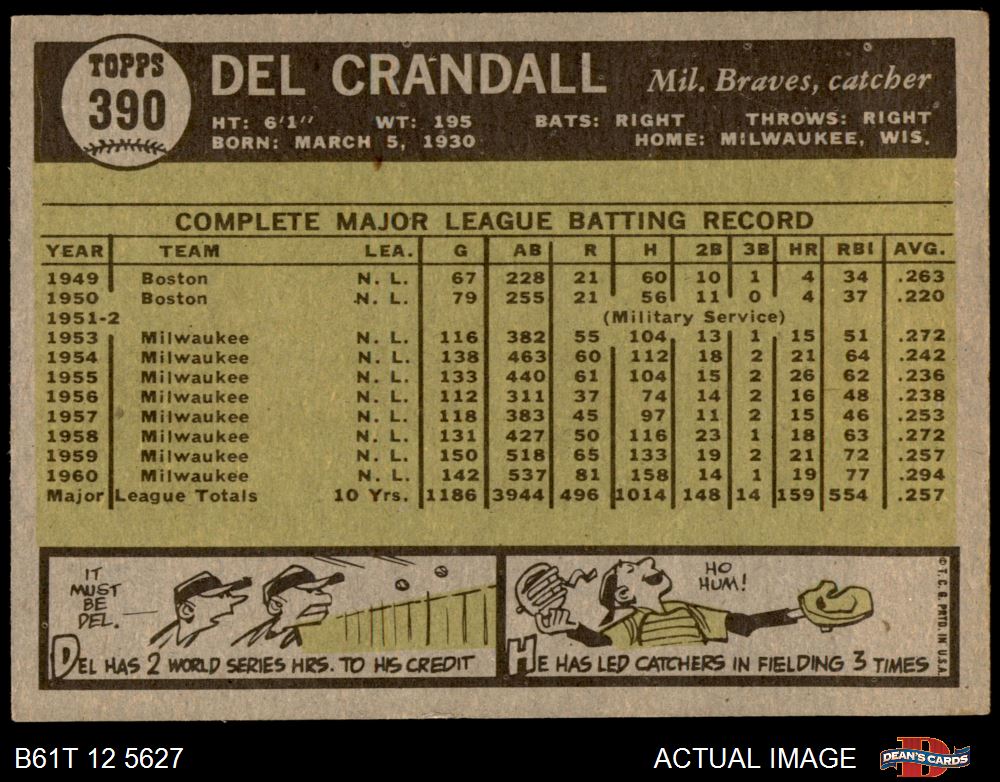 TOPPS
390
DEL CRANDALL Mil. Braves, catcher
HT: 6'1" WT: 195 BATS: RIGHT THROWS: RIGHT
BORN: MARCH 5, 1930 HOME: MILWAUKEE, WIS.
COMPLETE MAJOR LEAGUE BATTING RECORD
YEAR TEAM LEA. G AB R H 2B 3B HR RBI AVG.
1949 Boston N. L. 67 228 21 60 10 1 4 34 .263
1950 Boston N. L. 79 255 21 56 11 0 4 37 .220
1951-2 (Military Service)
1953 Milwaukee N. L. 116 382 55 104 13 1 15 51 .272
1954 Milwaukee N. L. 138 463 60 112 18 2 21 64 .242
1955 Milwaukee N. L. 133 440 61 104 15 2 26 62 .236
1956 Milwaukee N. L. 112 311 37 74 14 2 16 48 .238
1957 Milwaukee N. L. 118 383 45 97 11 2 15 46 .253
1958 Milwaukee N. L. 131 427 50 116 23 1 18 63 .272
1959 Milwaukee N. L. 150 518 65 133 19 2 21 72 .257
1960 Milwaukee N. L. 142 537 81 158 14 1 19 77 .294
Major League Totals 10 Yrs. 1186 3944 496 1014 148 14 159 554 .257
IT
MUST
BE
DEL.
DEL HAS 2 WORLD SERIES HRS. TO HIS CREDIT
HO
HUM!
HE HAS LED CATCHERS IN FIELDING 3 TIMES
© T. C. G. PRTD. IN U.S.A.
B61T 12 5627 ACTUAL IMAGE DEAN'S CARDS